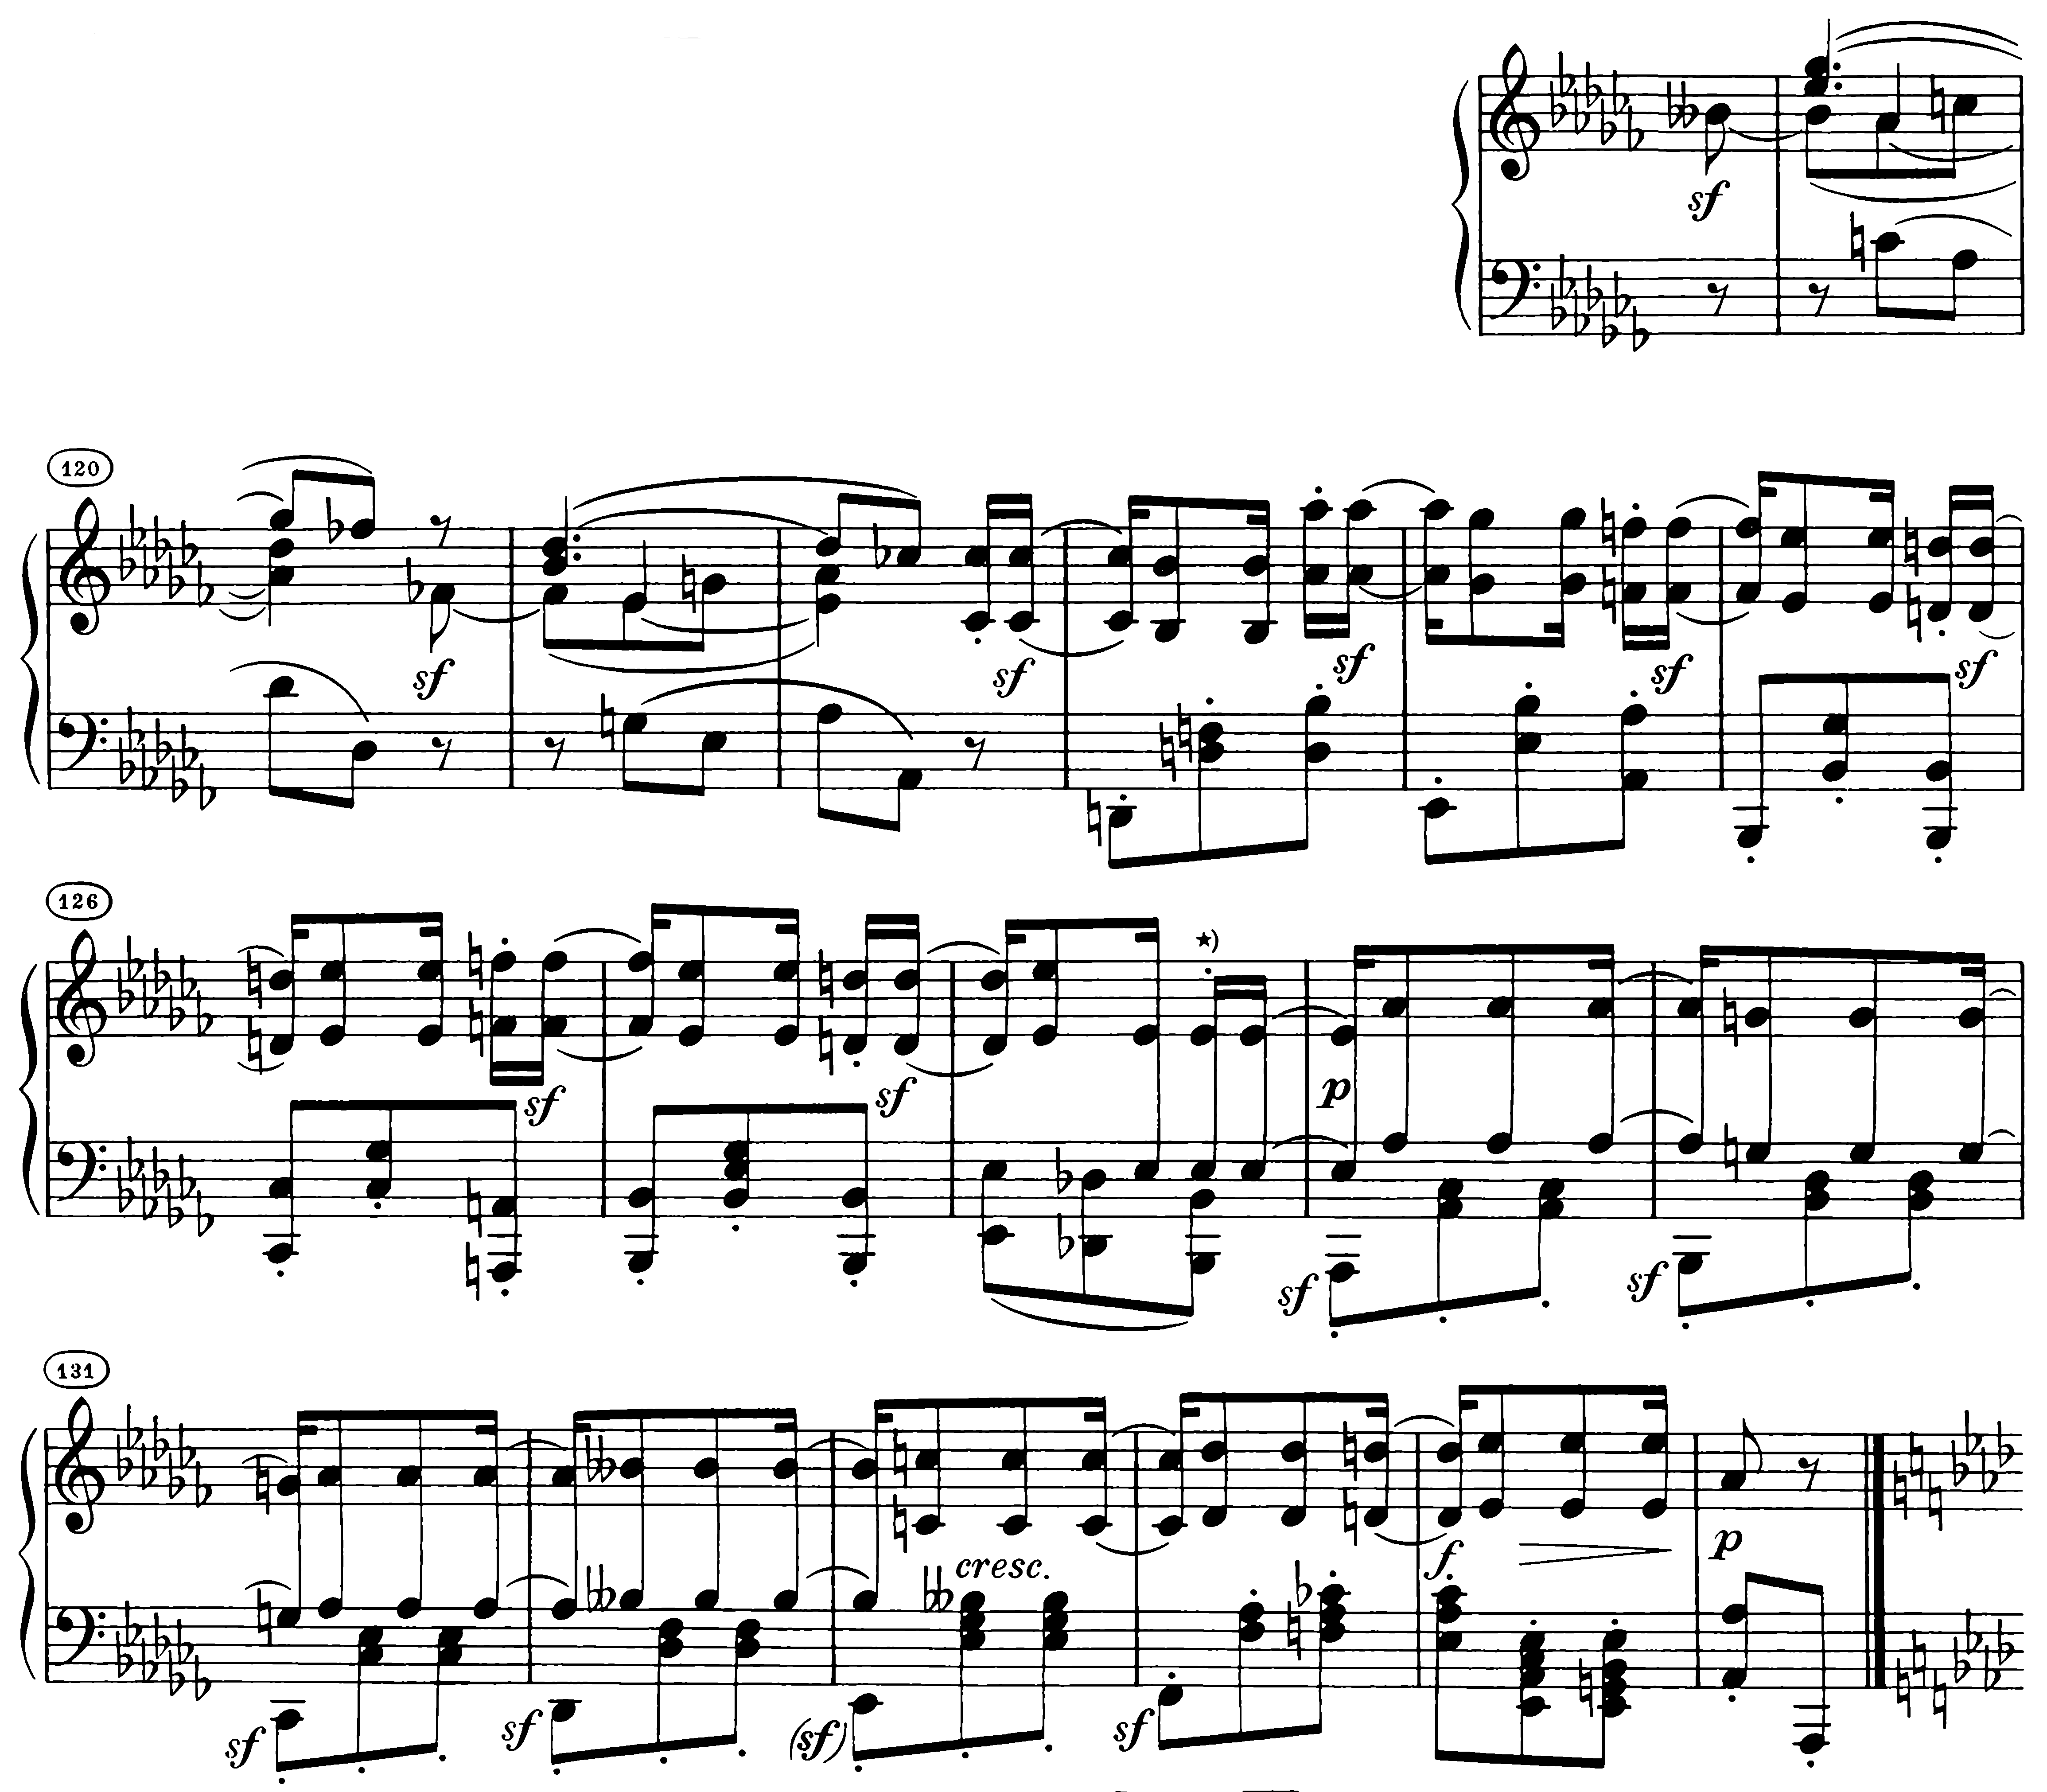 sf
120
sf sf sf sf sf
126
*)
sf sf p
sf sf
131
cresc.
f p
sf sf (sf) sf